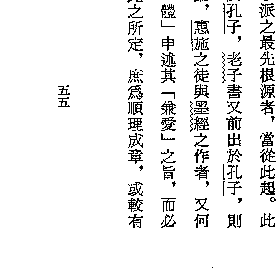 派之最先根源者，當從此起。此
孔子，老子書又前出於孔子，則
，惠施之徒與墨經之作者，又何
體」申述其「兼愛」之旨，而必
之所定，庶爲順理成章，或較有
五五